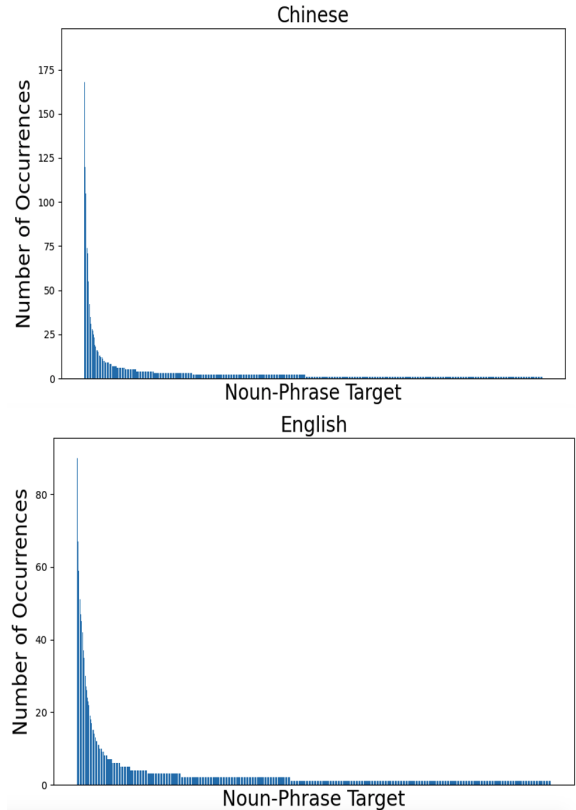 Chinese
Number of Occurrences
175
150
125
100
75
50
25
0
Noun-Phrase Target
English
Number of Occurrences
80
60
40
20
0
Noun-Phrase Target